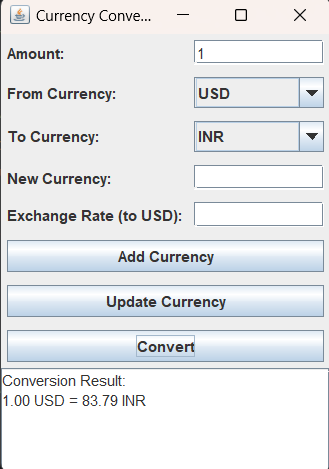 Currency Conve...
Amount: 1
From Currency: USD
To Currency: INR
New Currency:
Exchange Rate (to USD):
Add Currency
Update Currency
Convert
Conversion Result:
1.00 USD = 83.79 INR